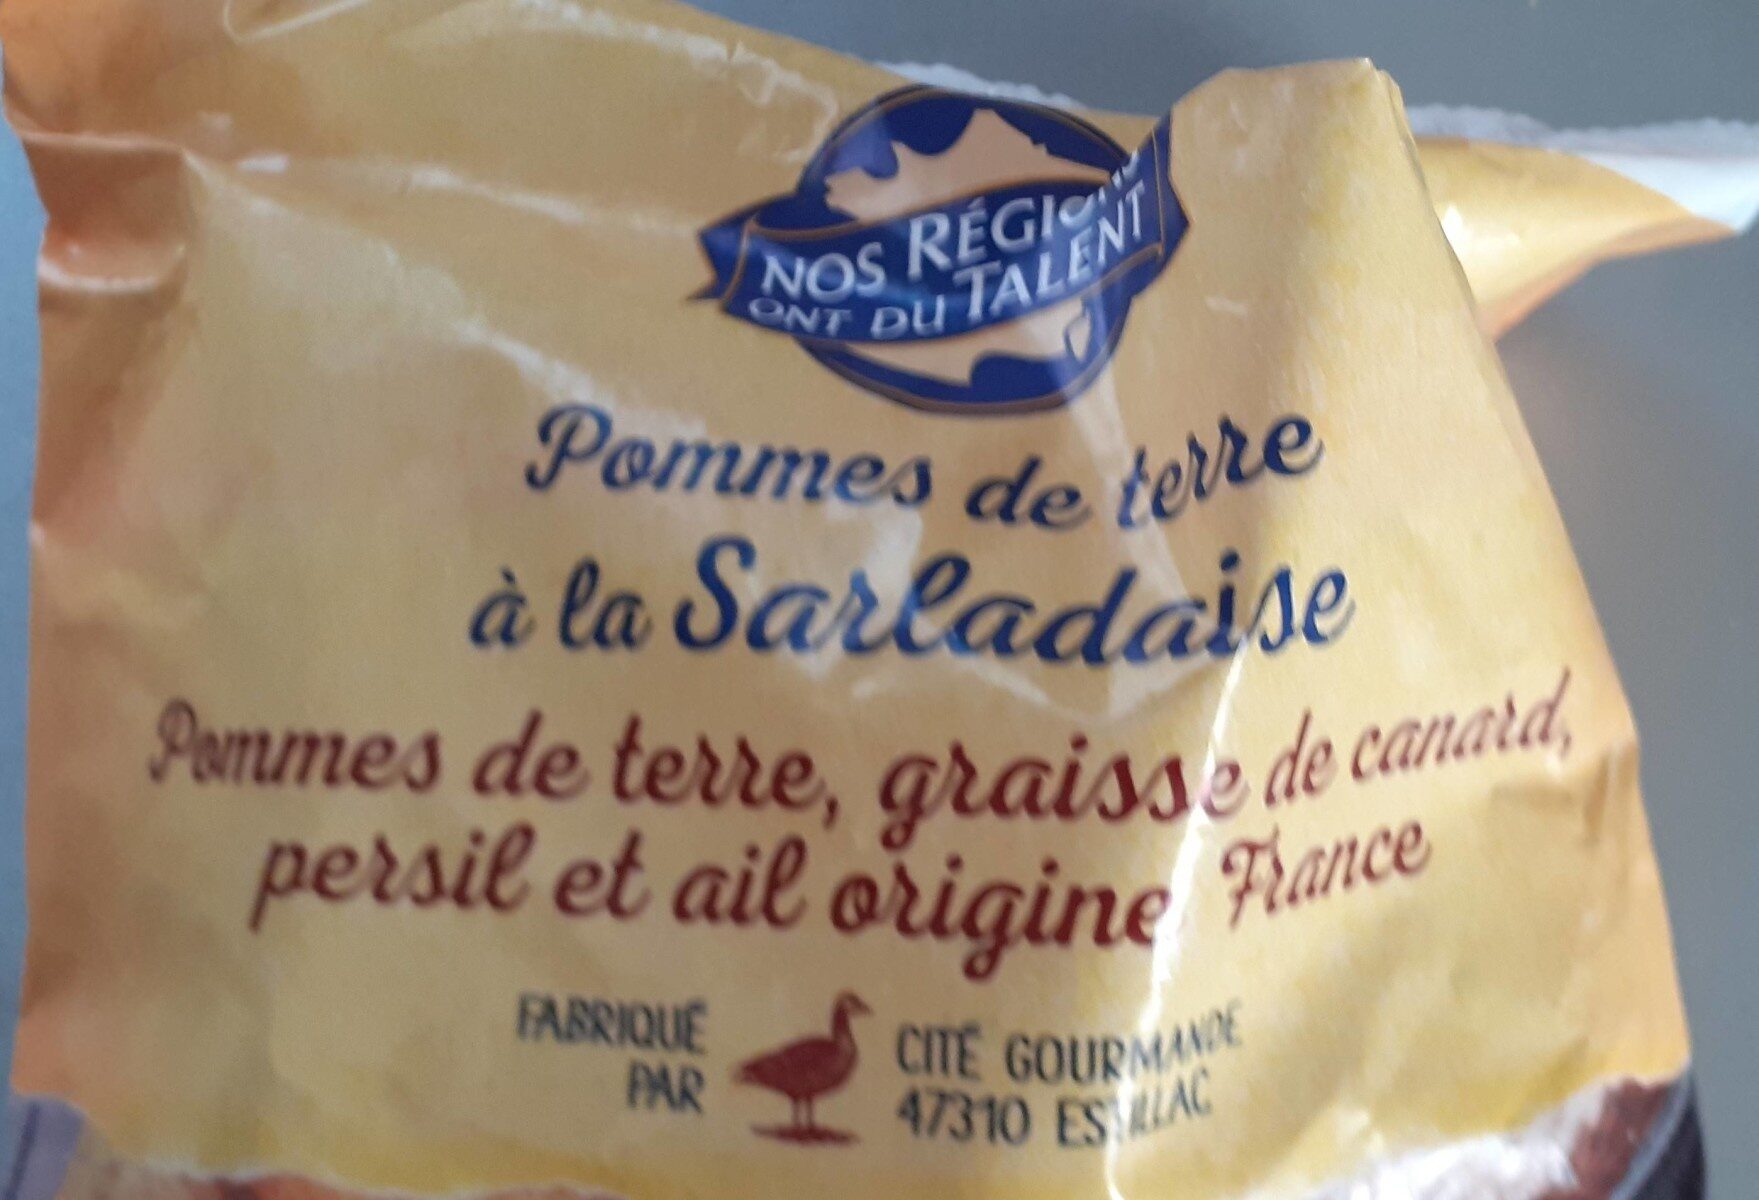 NOS RÉGIONS
ONT DU TALENT
Pommes de terre
à la Sarladaise
Pommes de terre, graisse de canard,
persil et ail origine France
FABRIQUÉ
PAR
CITÉ GOURMANDE
47310 ESTILLAC